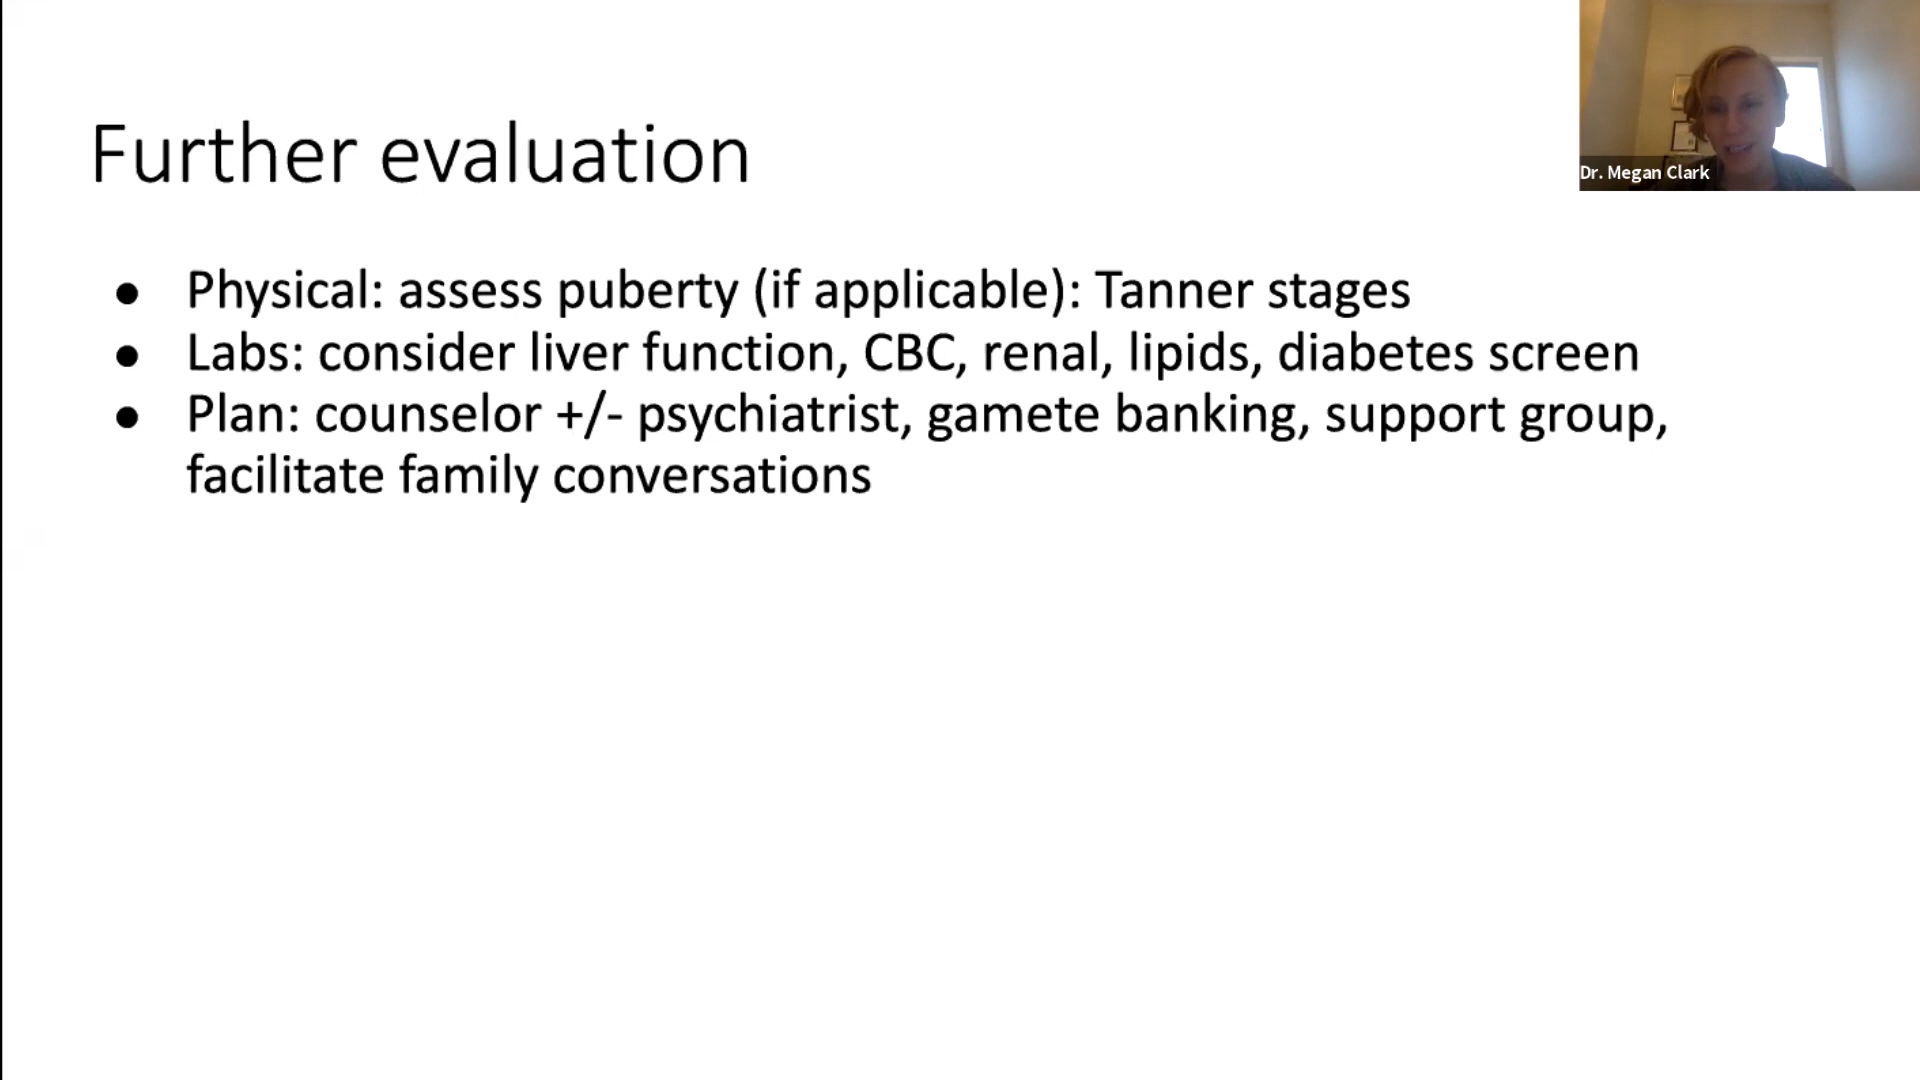 Further evaluation
Dr. Megan Clark
● Physical: assess puberty (if applicable): Tanner stages
● Labs: consider liver function, CBC, renal, lipids, diabetes screen
● Plan: counselor +/- psychiatrist, gamete banking, support group,
facilitate family conversations